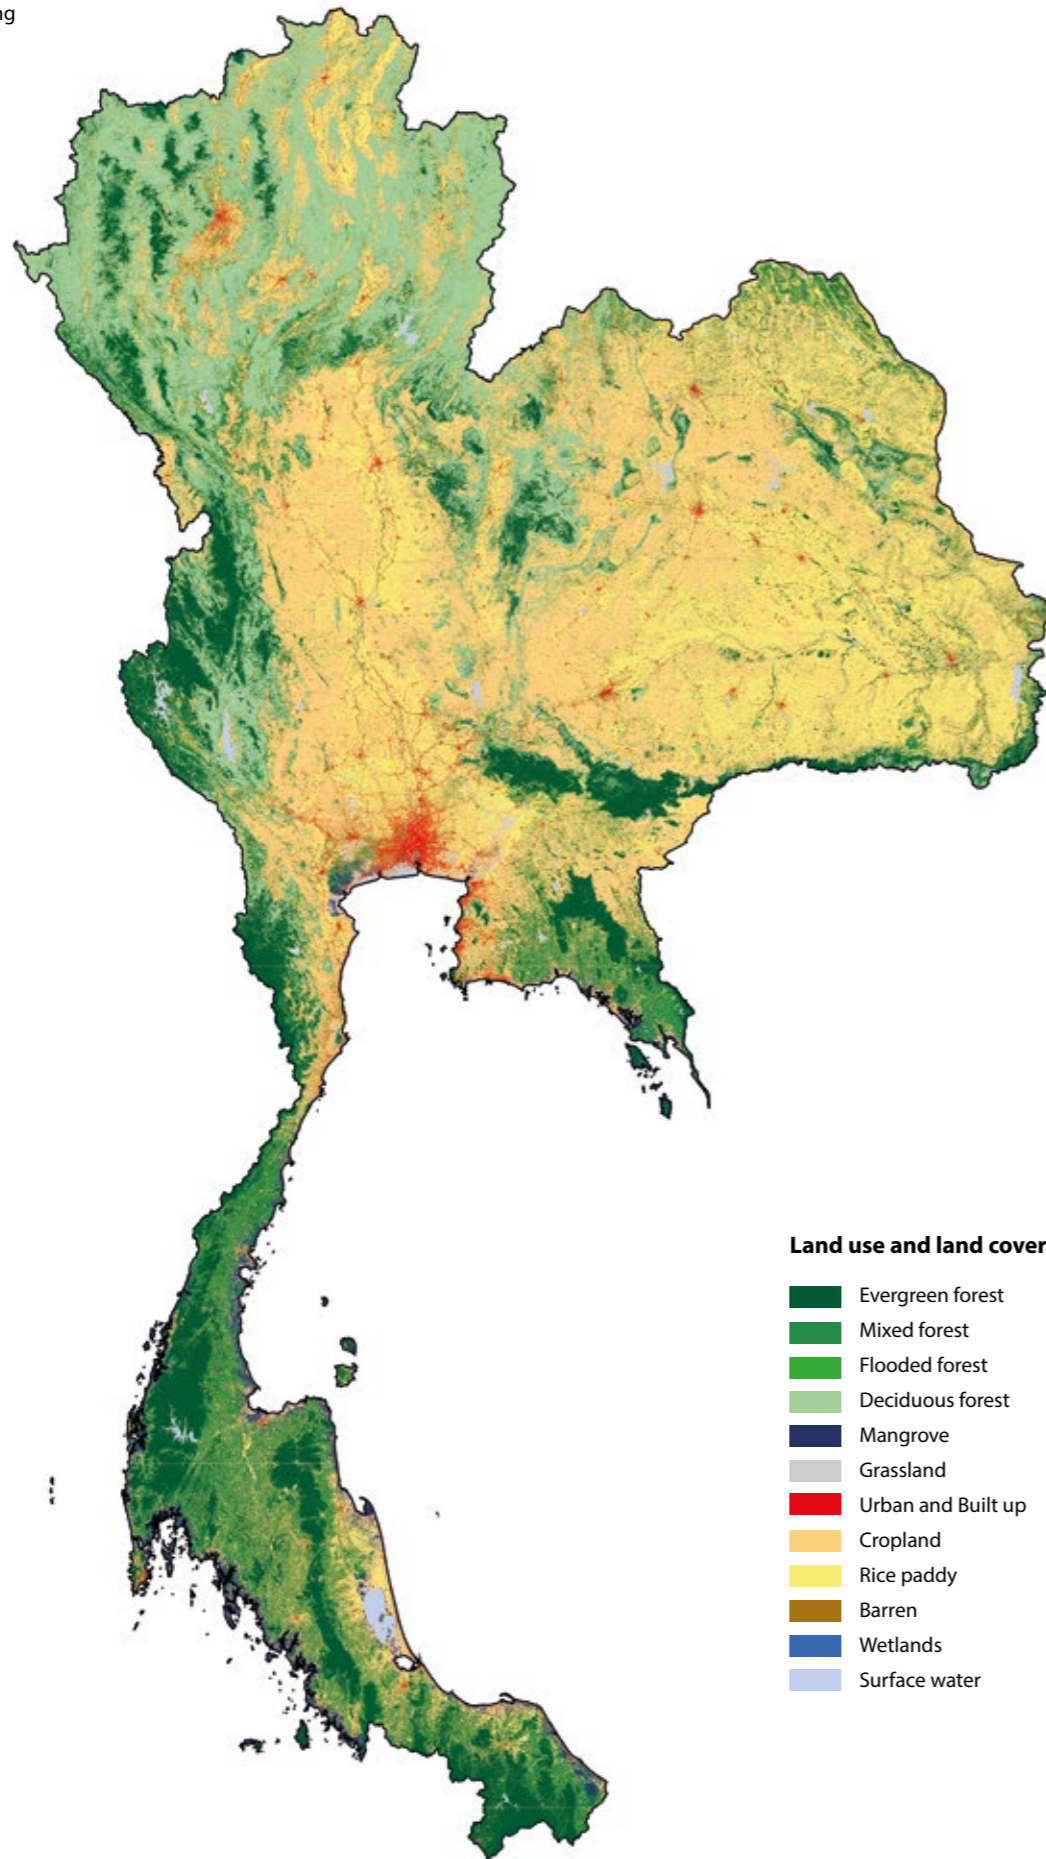 ng
Land use and land cover
Evergreen forest
Mixed forest
Flooded forest
Deciduous forest
Mangrove
Grassland
Urban and Built up
Cropland
Rice paddy
Barren
Wetlands
Surface water